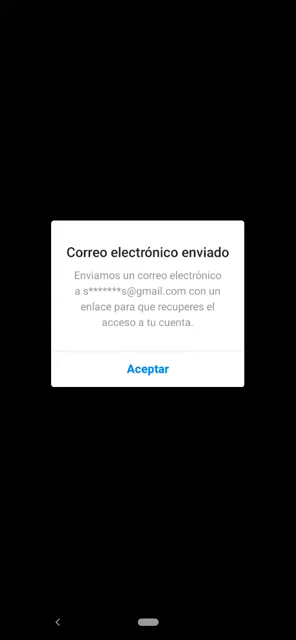 Correo electrónico enviado
Enviamos un correo electrónico
a s*******s@gmail.com con un
enlace para que recuperes el
acceso a tu cuenta.
Aceptar